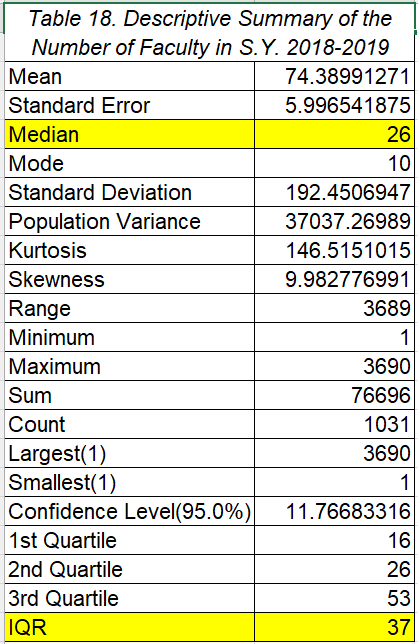 Table 18. Descriptive Summary of the
Number of Faculty in S.Y. 2018-2019
Mean 74.38991271
Standard Error 5.996541875
Median 26
Mode 10
Standard Deviation 192.4506947
Population Variance 37037.26989
Kurtosis 146.5151015
Skewness 9.982776991
Range 3689
Minimum 1
Maximum 3690
Sum 76696
Count 1031
Largest(1) 3690
Smallest(1) 1
Confidence Level(95.0%) 11.76683316
1st Quartile 16
2nd Quartile 26
3rd Quartile 53
IQR 37